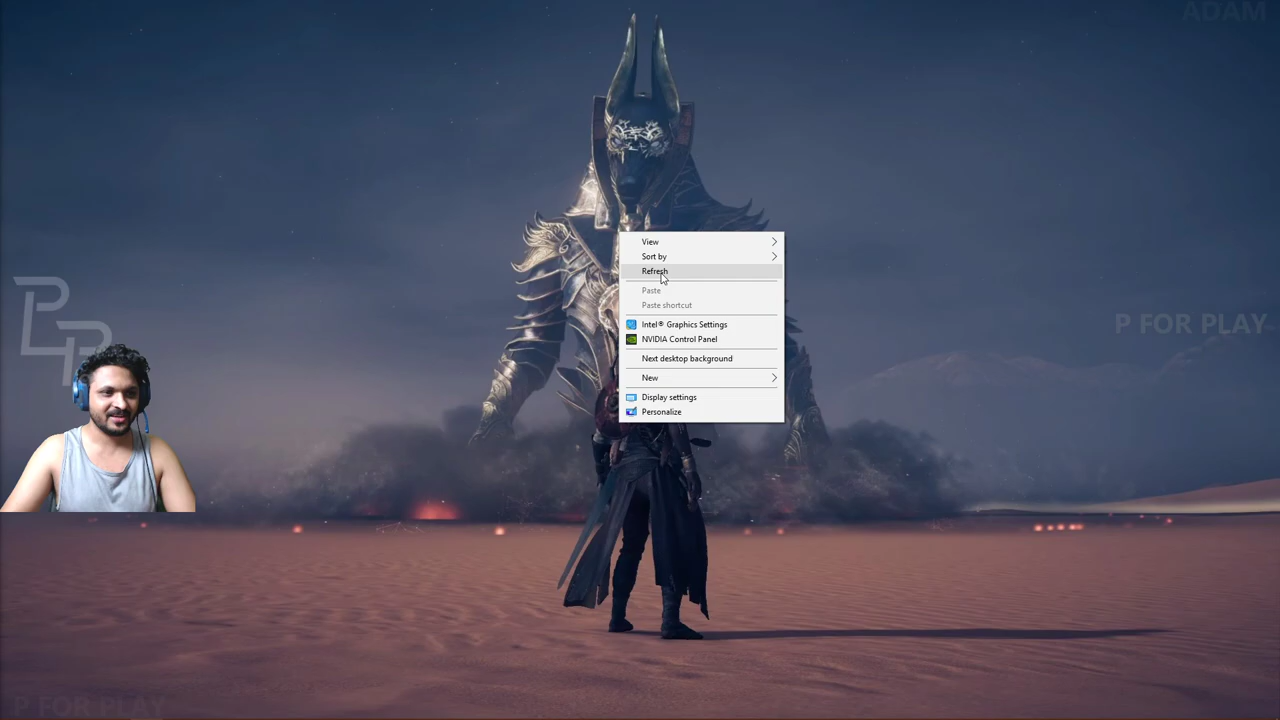 ADAM
View
Sort by
Refresh
Paste
Paste shortcut
Intel® Graphics Settings
NVIDIA Control Panel
Next desktop background
New
Display settings
Personalize
P FOR PLAY
P FOR PLAY